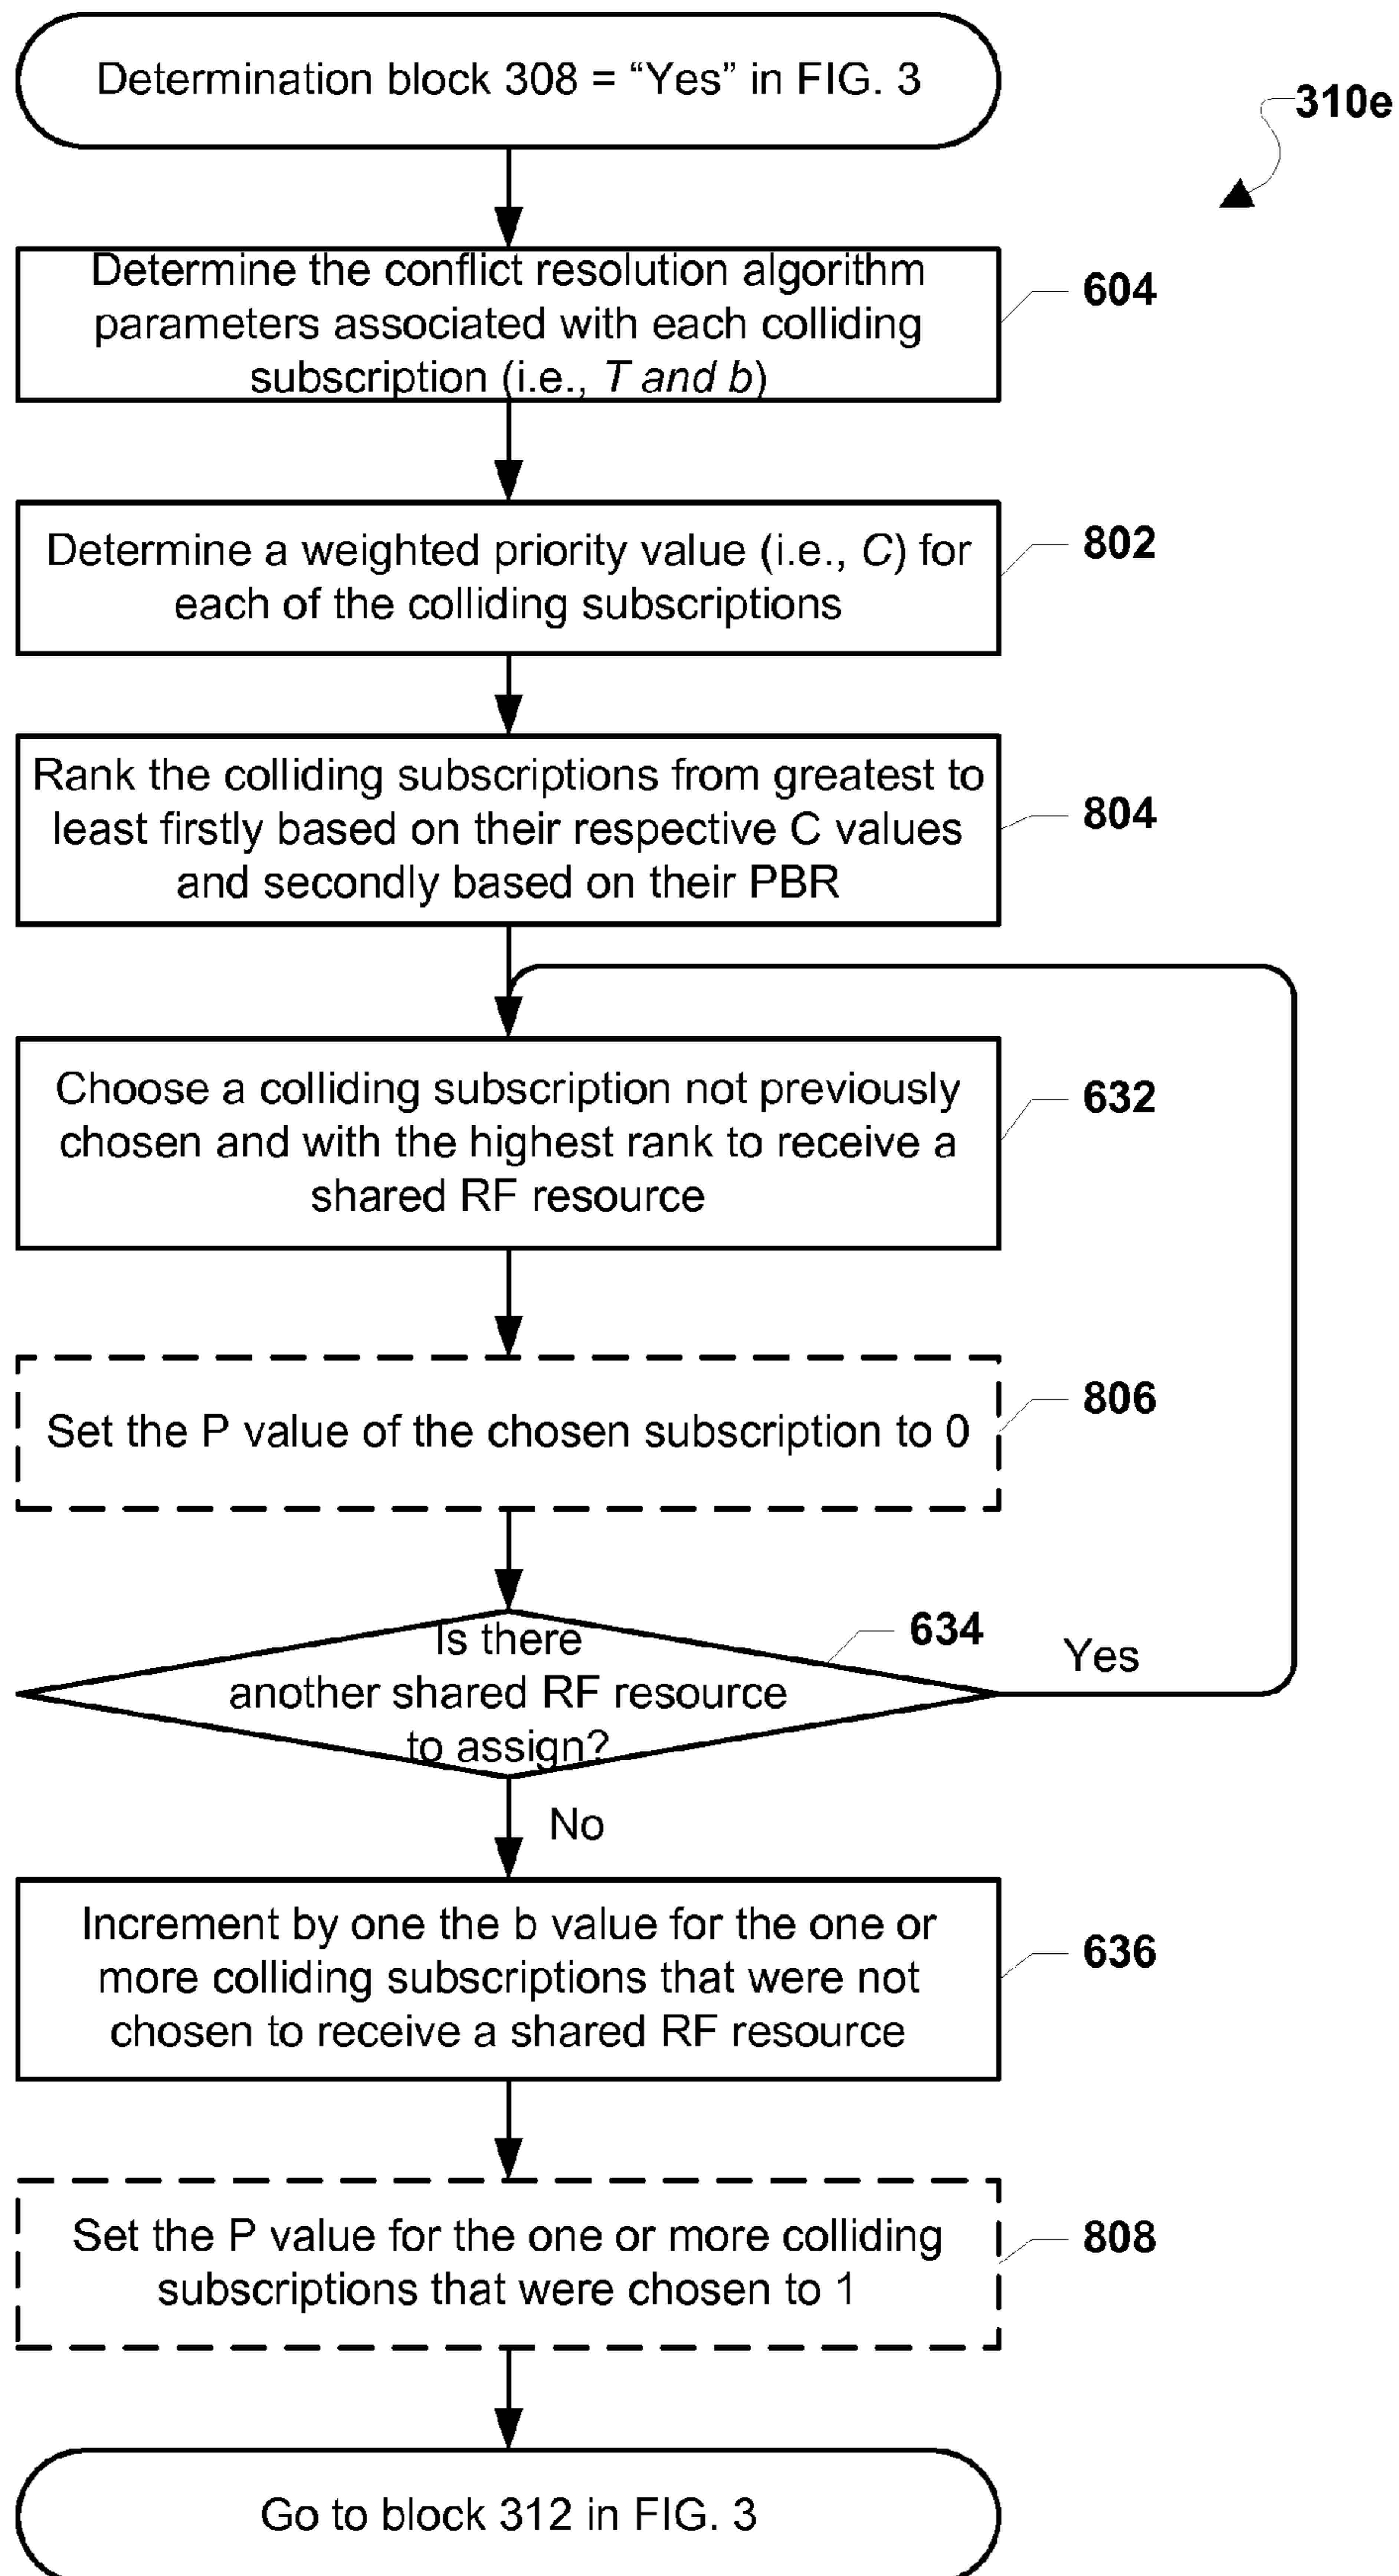 Determination block 308 = “Yes” in FIG. 3
310e
Determine the conflict resolution algorithm
parameters associated with each colliding
subscription (i.e., T and b)
604
Determine a weighted priority value (i.e., C) for
each of the colliding subscriptions
802
Rank the colliding subscriptions from greatest to
least firstly based on their respective C values
and secondly based on their PBR
804
Choose a colliding subscription not previously
chosen and with the highest rank to receive a
shared RF resource
632
Set the P value of the chosen subscription to 0
806
Is there
another shared RF resource
to assign?
634
Yes
No
Increment by one the b value for the one or
more colliding subscriptions that were not
chosen to receive a shared RF resource
636
Set the P value for the one or more colliding
subscriptions that were chosen to 1
808
Go to block 312 in FIG. 3